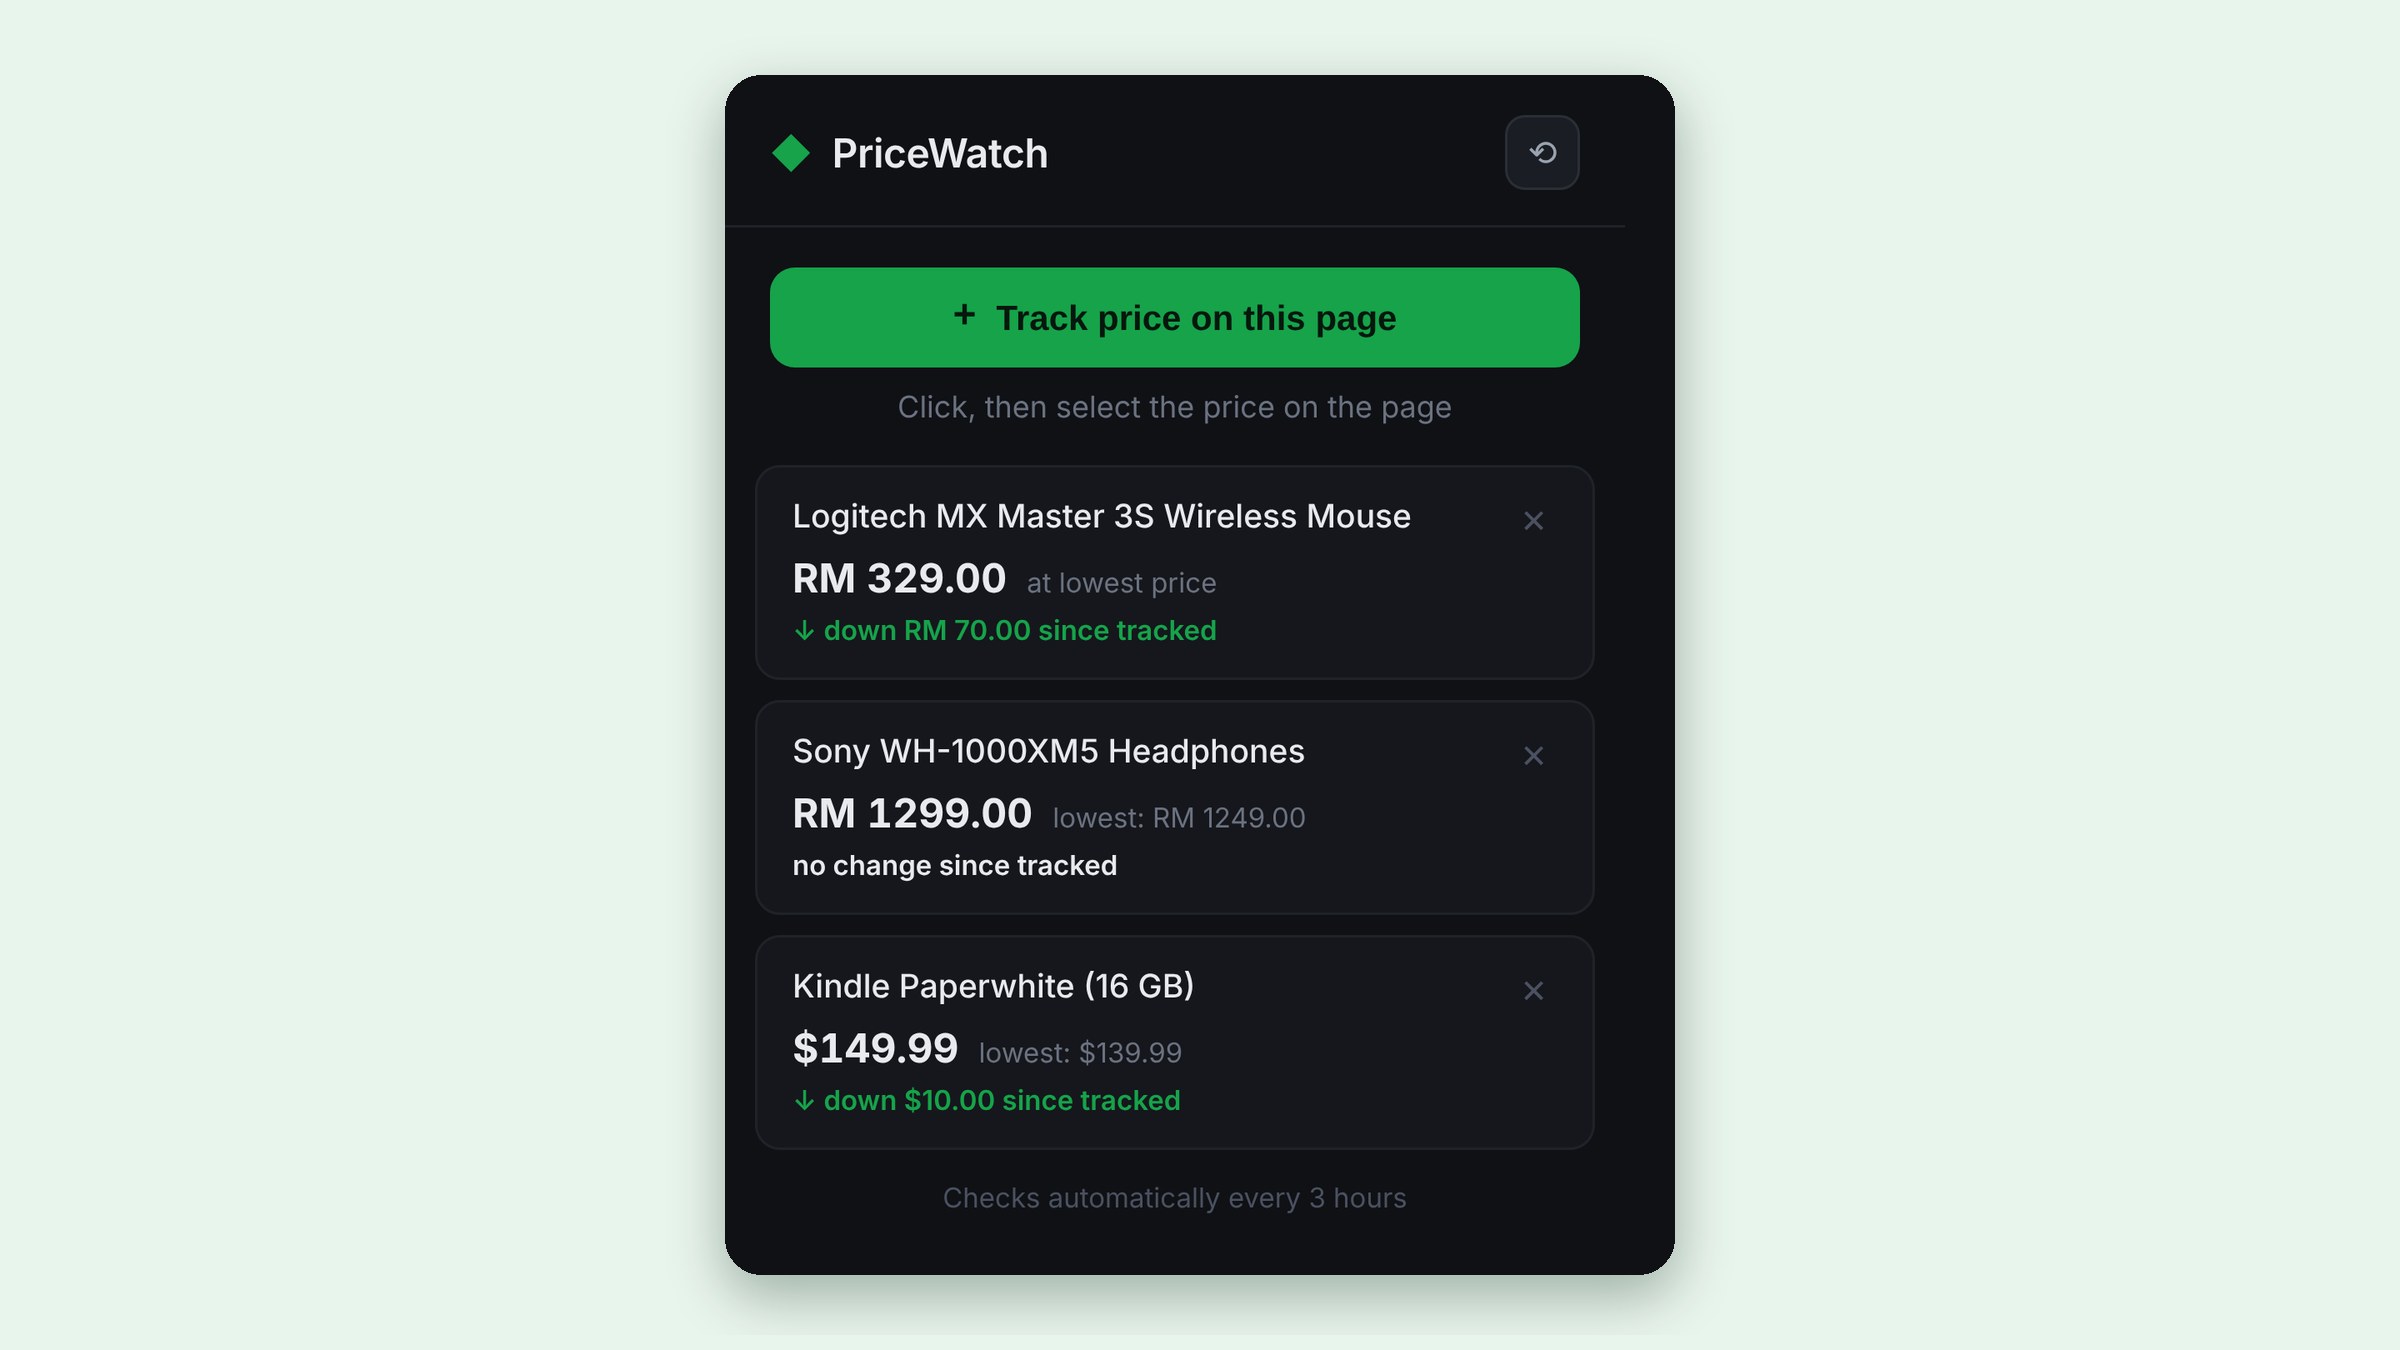 PriceWatch
+ Track price on this page
Click, then select the price on the page
Logitech MX Master 3S Wireless Mouse
RM 329.00 at lowest price
↓ down RM 70.00 since tracked
Sony WH-1000XM5 Headphones
RM 1299.00 lowest: RM 1249.00
no change since tracked
Kindle Paperwhite (16 GB)
$149.99 lowest: $139.99
↓ down $10.00 since tracked
Checks automatically every 3 hours